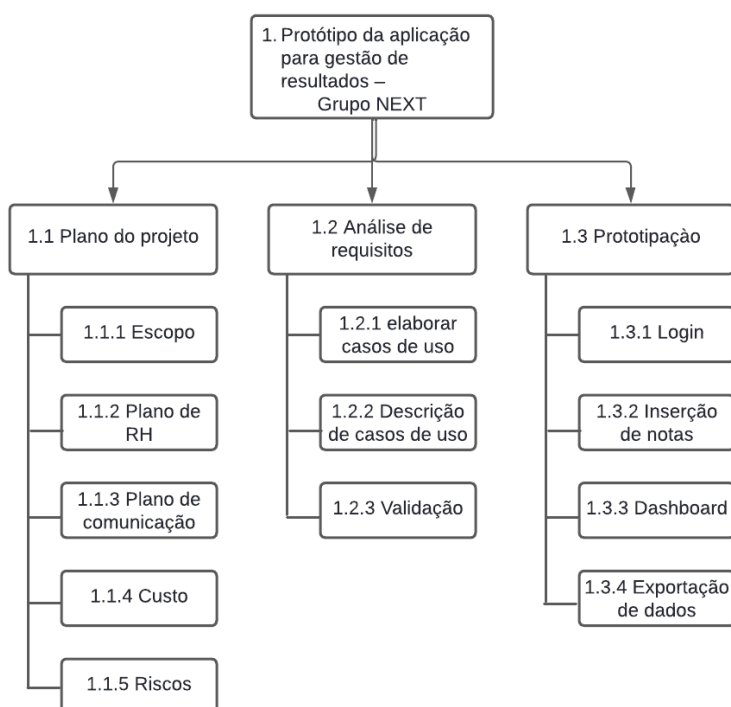 1. Protótipo da aplicação
para gestão de
resultados –
Grupo NEXT
1.1 Plano do projeto
1.2 Análise de
requisitos
1.3 Prototipaçào
1.1.1 Escopo
1.2.1 elaborar
casos de uso
1.3.1 Login
1.1.2 Plano de
RH
1.2.2 Descrição
de casos de uso
1.3.2 Inserção
de notas
1.1.3 Plano de
comunicação
1.2.3 Validação
1.3.3 Dashboard
1.1.4 Custo
1.3.4 Exportação
de dados
1.1.5 Riscos